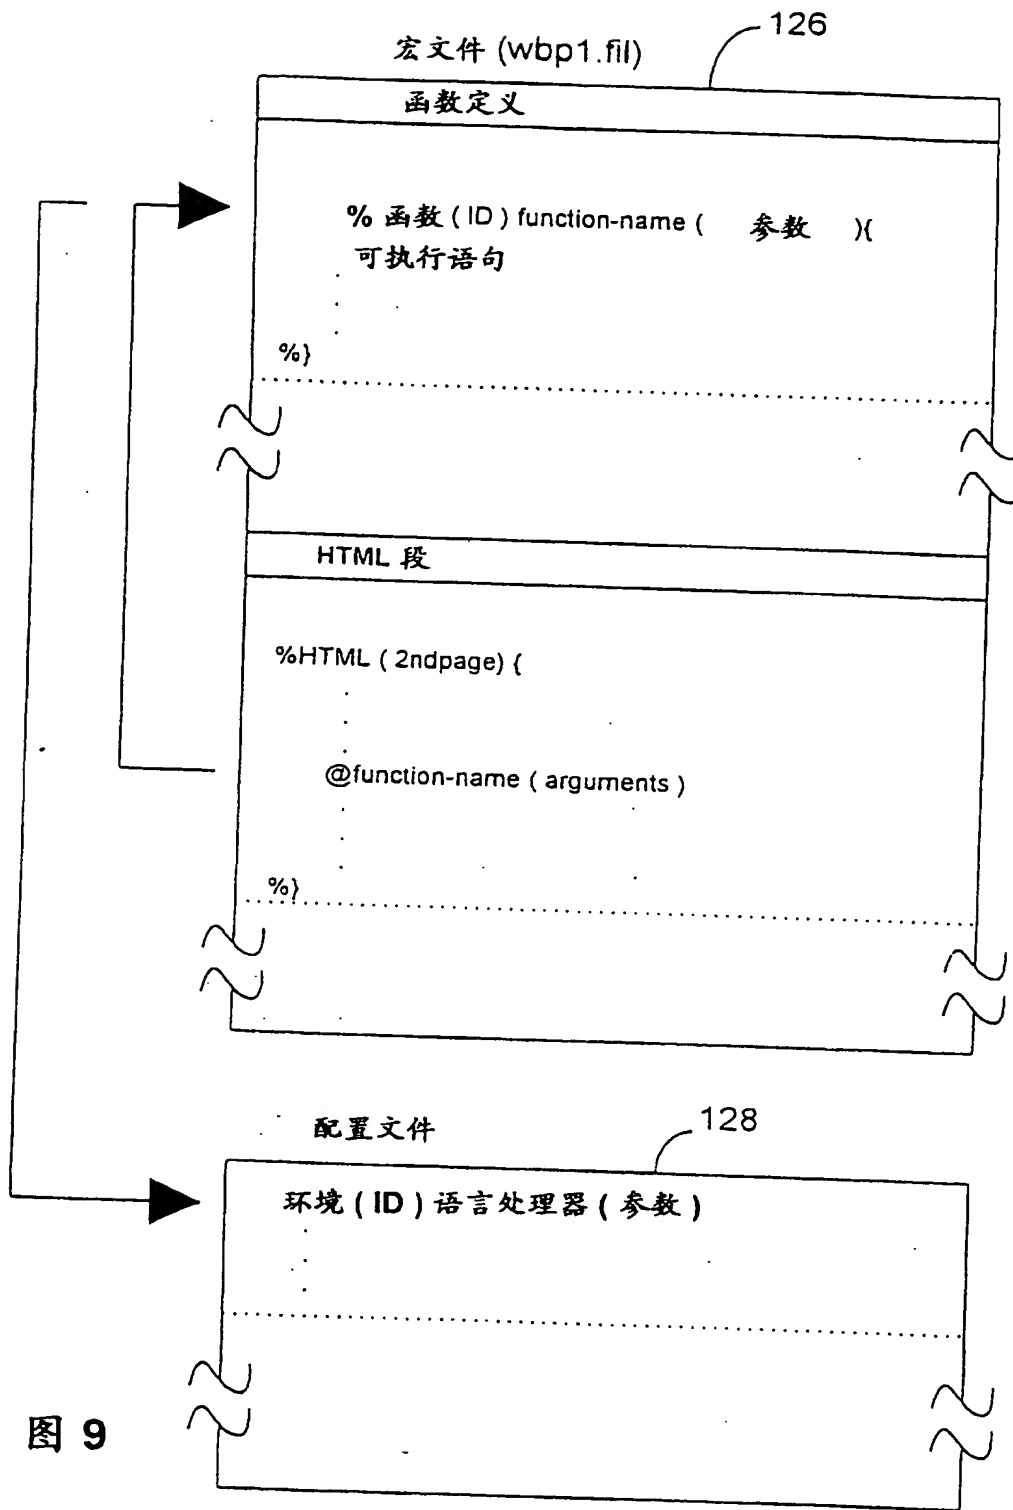 126
宏文件 (wbp1.fil)
函数定义
% 函数 ( ID ) function-name ( 参数 ){
可执行语句
%}
HTML 段
%HTML ( 2ndpage) {
@function-name ( arguments )
%}
配置文件
128
环境 ( ID ) 语言处理器 ( 参数 )
图 9